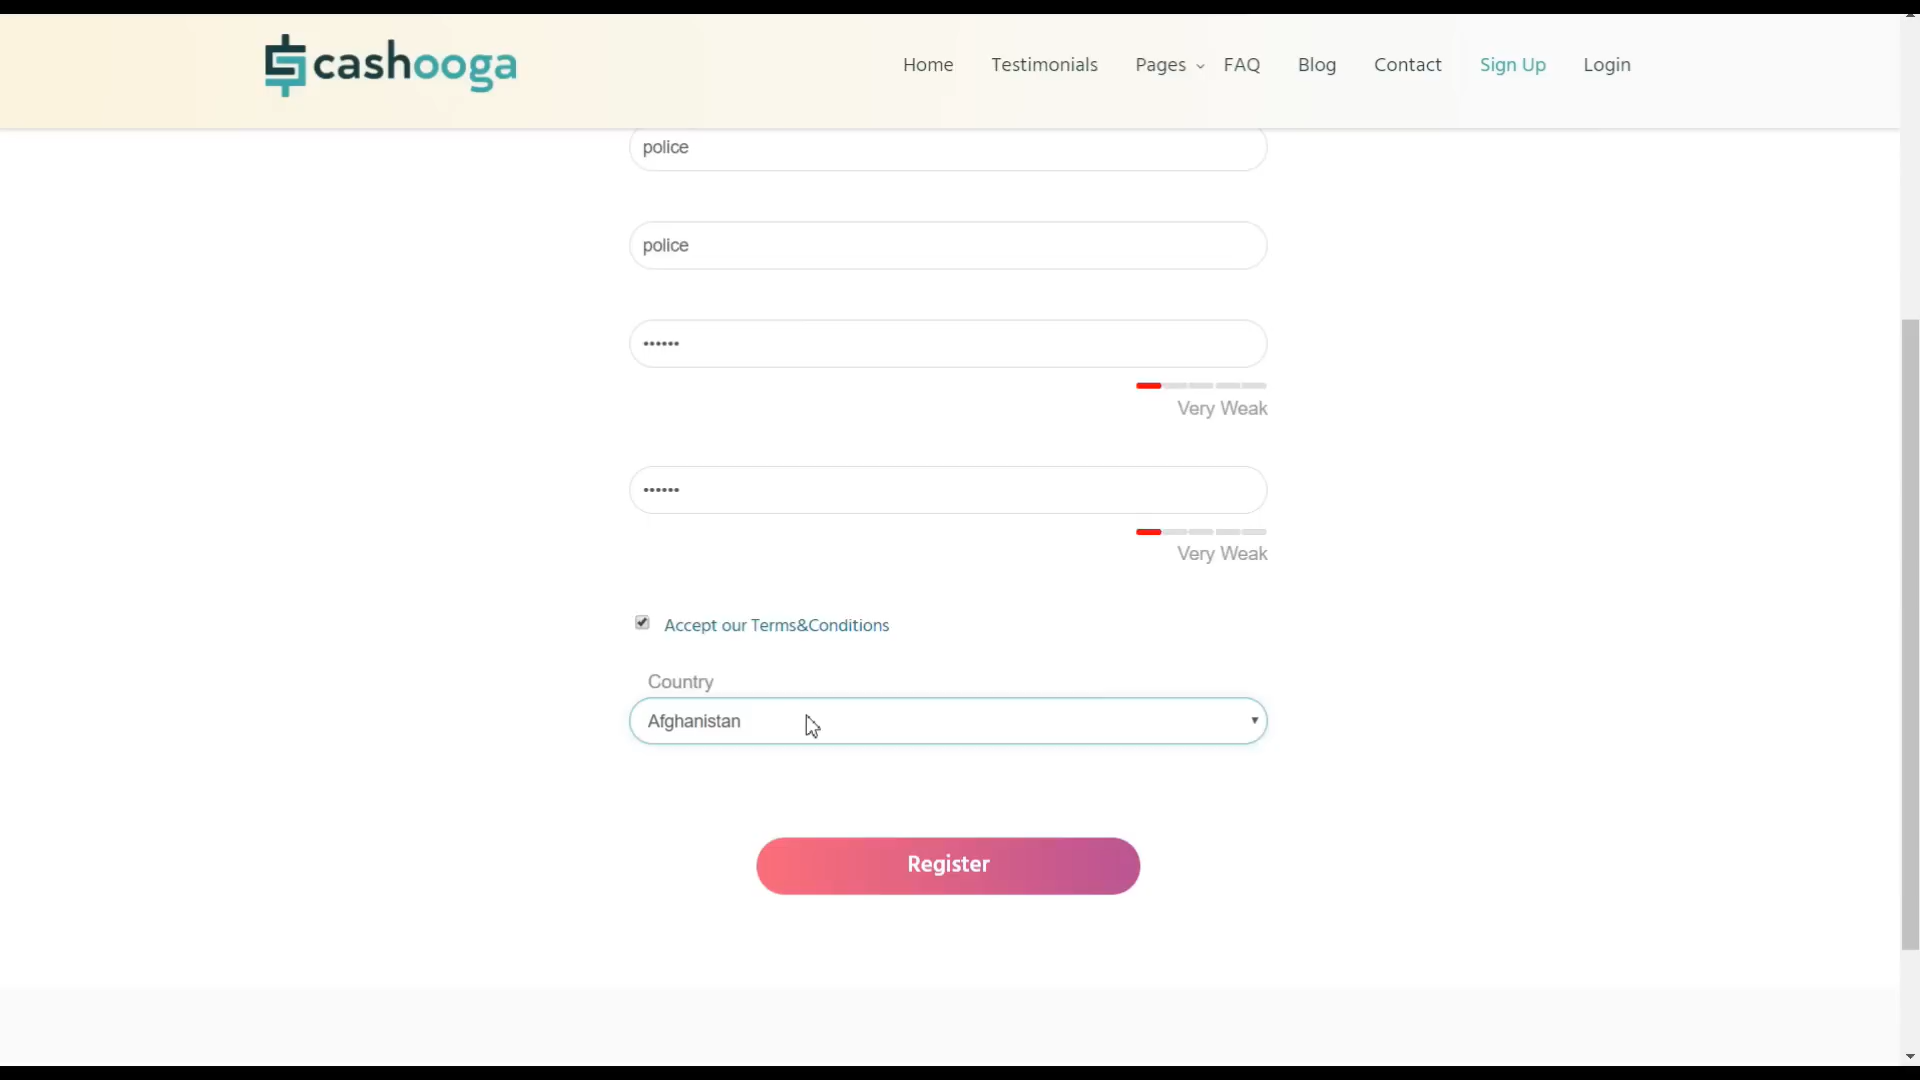 cashooga
Home Testimonials Pages FAQ Blog Contact Sign Up Login
police
police
••••••
Very Weak
••••••
Very Weak
Accept our Terms&Conditions
Country
Afghanistan
Register